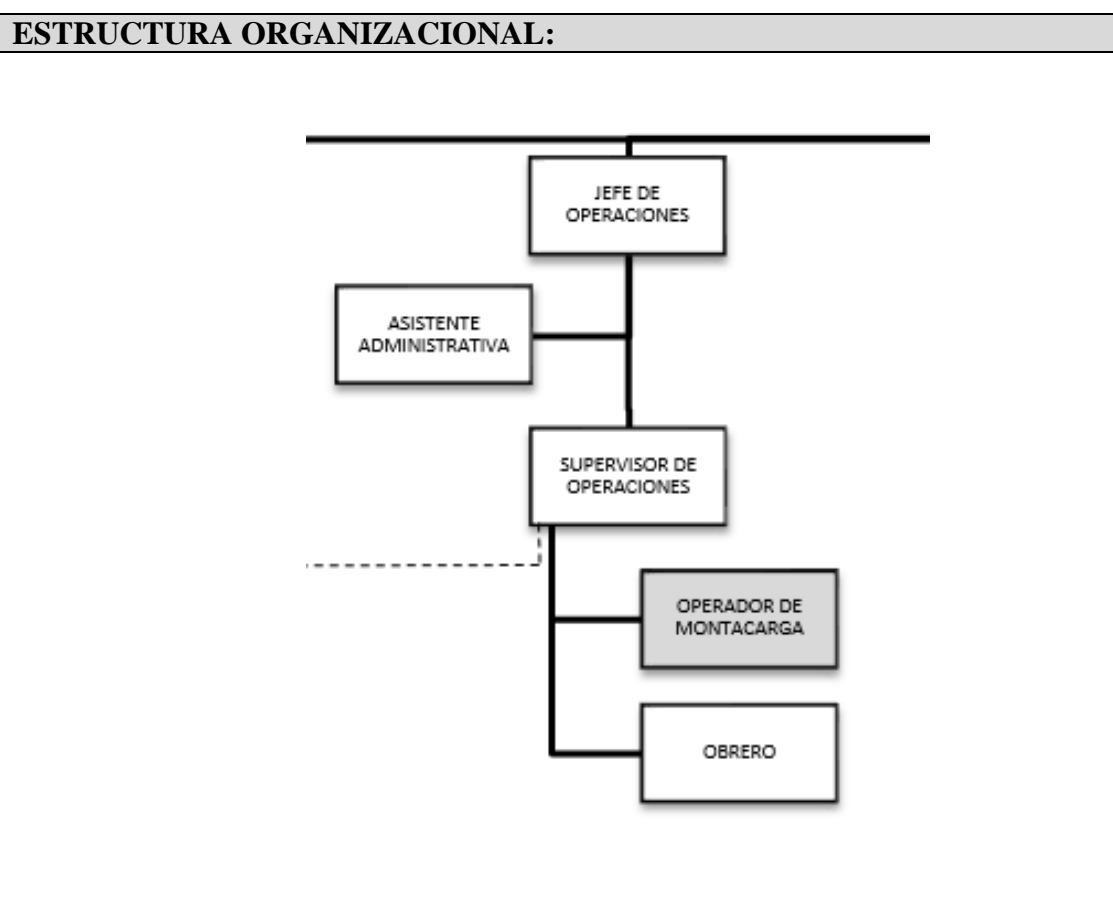 ESTRUCTURA ORGANIZACIONAL:
JEFE DE
OPERACIONES
ASISTENTE
ADMINISTRATIVA
SUPERVISOR DE
OPERACIONES
OPERADOR DE
MONTACARGA
OBRERO